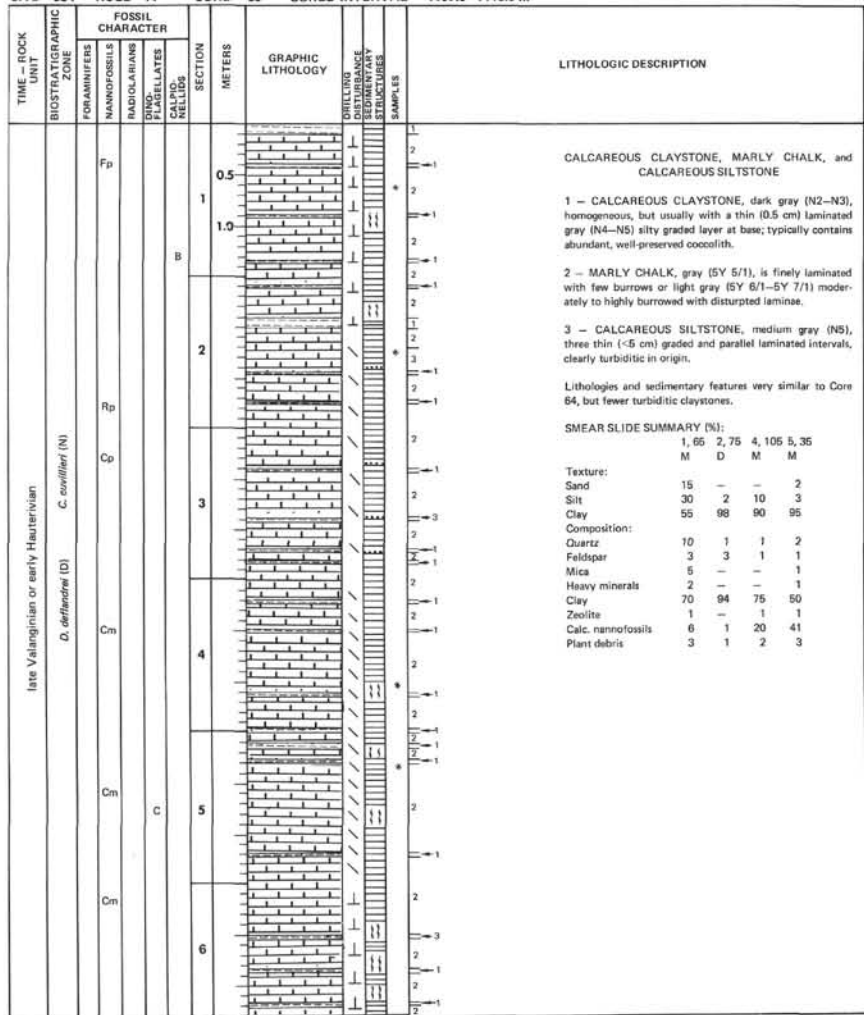 TIME – ROCK UNIT
BIOSTRATIGRAPHIC ZONE
FOSSIL CHARACTER
FORAMINIFERS
NANNOFOSSILS
RADIOLARIANS
DINO-FLAGELLATES
CALPIO-NELLIDS
SECTION
METERS
GRAPHIC LITHOLOGY
DRILLING DISTURBANCE
SEDIMENTARY STRUCTURES
SAMPLES
LITHOLOGIC DESCRIPTION
late Valanginian or early Hauterivian
D. deflandrei (D)
C. cuvillieri (N)
Fp
Rp
Cp
Cm
Cm
Cm
C
B
1
0.5
1.0
2
3
4
5
6
CALCAREOUS CLAYSTONE, MARLY CHALK, and
CALCAREOUS SILTSTONE
1 – CALCAREOUS CLAYSTONE, dark gray (N2–N3),
homogeneous, but usually with a thin (0.5 cm) laminated
gray (N4–N5) silty graded layer at base; typically contains
abundant, well-preserved coccolith.
2 – MARLY CHALK, gray (5Y 5/1), is finely laminated
with few burrows or light gray (5Y 6/1–5Y 7/1) moder-
ately to highly burrowed with disturpted laminae.
3 – CALCAREOUS SILTSTONE, medium gray (N5),
three thin (<5 cm) graded and parallel laminated intervals,
clearly turbiditic in origin.
Lithologies and sedimentary features very similar to Core
64, but fewer turbiditic claystones.
SMEAR SLIDE SUMMARY (%):
1, 65 2, 75 4, 105 5, 35
M D M M
Texture:
Sand 15 – – 2
Silt 30 2 10 3
Clay 55 98 90 95
Composition:
Quartz 10 1 1 2
Feldspar 3 3 1 1
Mica 5 – – 1
Heavy minerals 2 – – 1
Clay 70 94 75 50
Zeolite 1 – 1 1
Calc. nannofossils 6 1 20 41
Plant debris 3 1 2 3